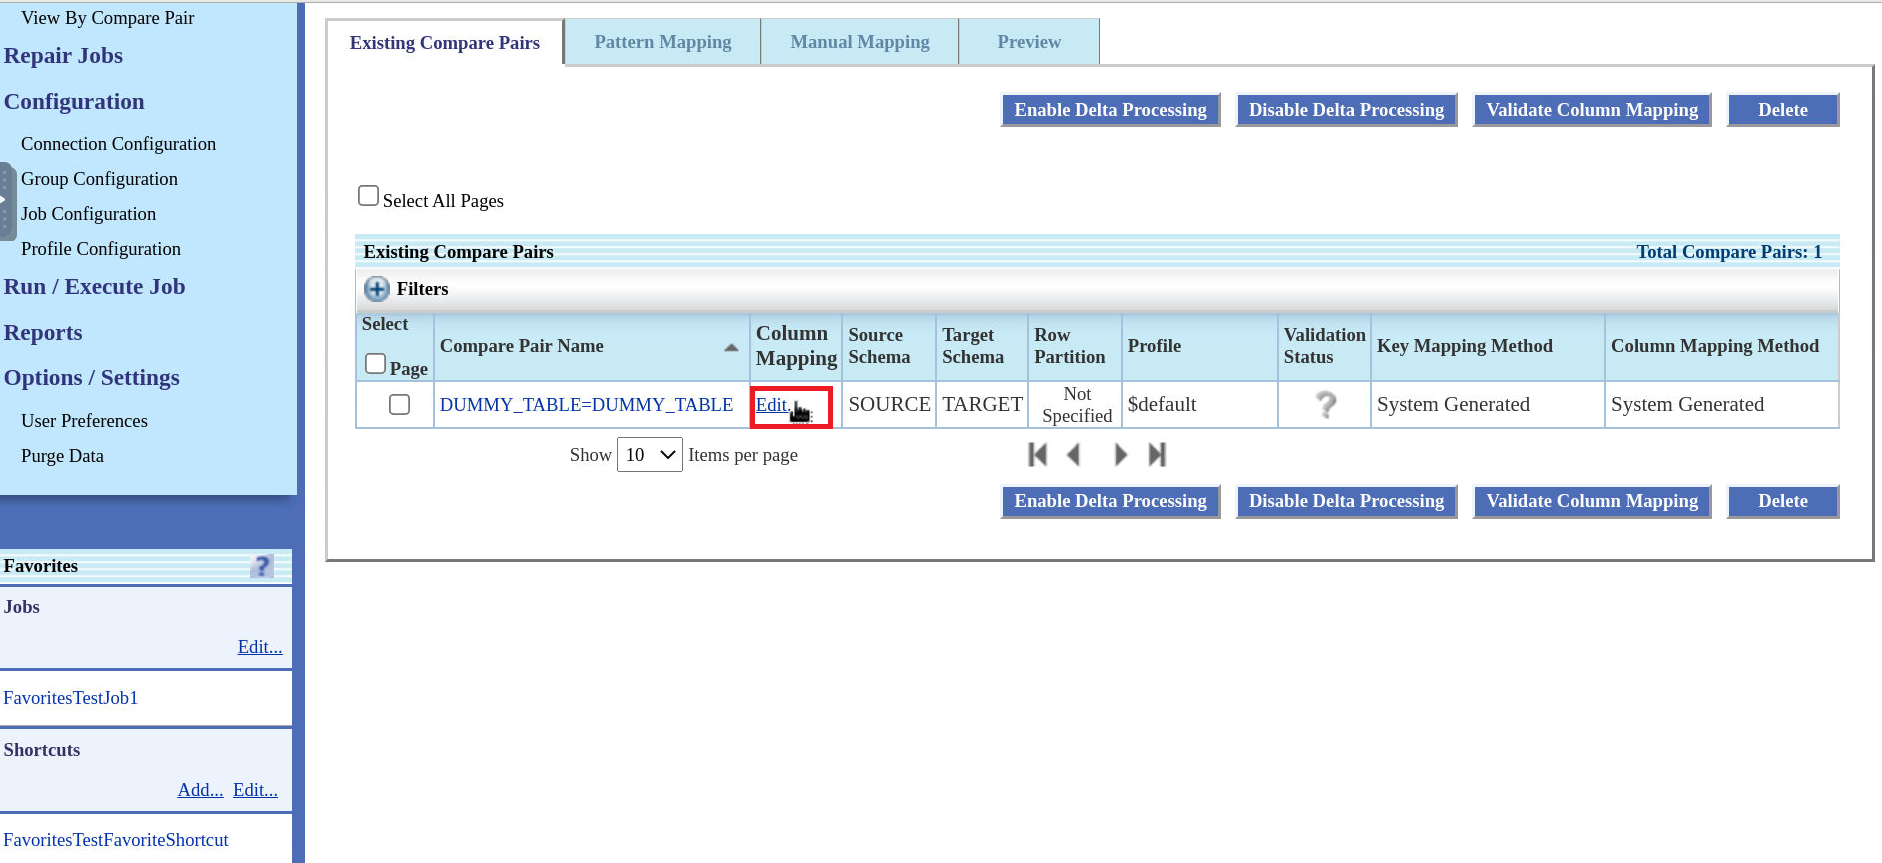 View By Compare Pair
Repair Jobs
Configuration
Connection Configuration
Group Configuration
Job Configuration
Profile Configuration
Run / Execute Job
Reports
Options / Settings
User Preferences
Purge Data
Favorites
Jobs
Edit...
FavoritesTestJob1
Shortcuts
Add... Edit...
FavoritesTestFavoriteShortcut
Existing Compare Pairs Pattern Mapping Manual Mapping Preview
Enable Delta Processing Disable Delta Processing Validate Column Mapping Delete
Select All Pages
Existing Compare Pairs Total Compare Pairs: 1
Filters
Select
Page
Compare Pair Name
Column
Mapping
Source
Schema
Target
Schema
Row
Partition
Profile
Validation
Status
Key Mapping Method
Column Mapping Method
DUMMY_TABLE=DUMMY_TABLE
Edit..
SOURCE
TARGET
Not
Specified
$default
System Generated
System Generated
Show 10 Items per page
Enable Delta Processing Disable Delta Processing Validate Column Mapping Delete